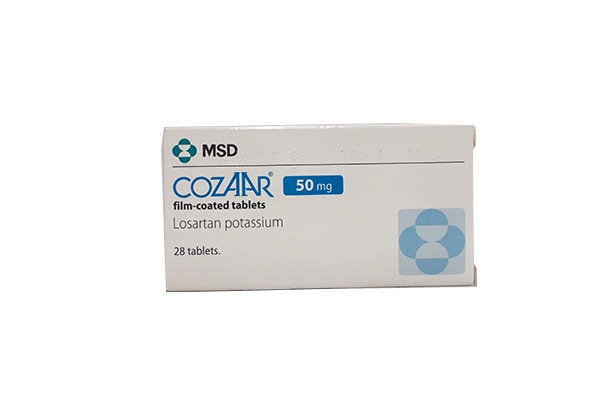 MSD
COZAAR® 50 mg
film-coated tablets
Losartan potassium
28 tablets.